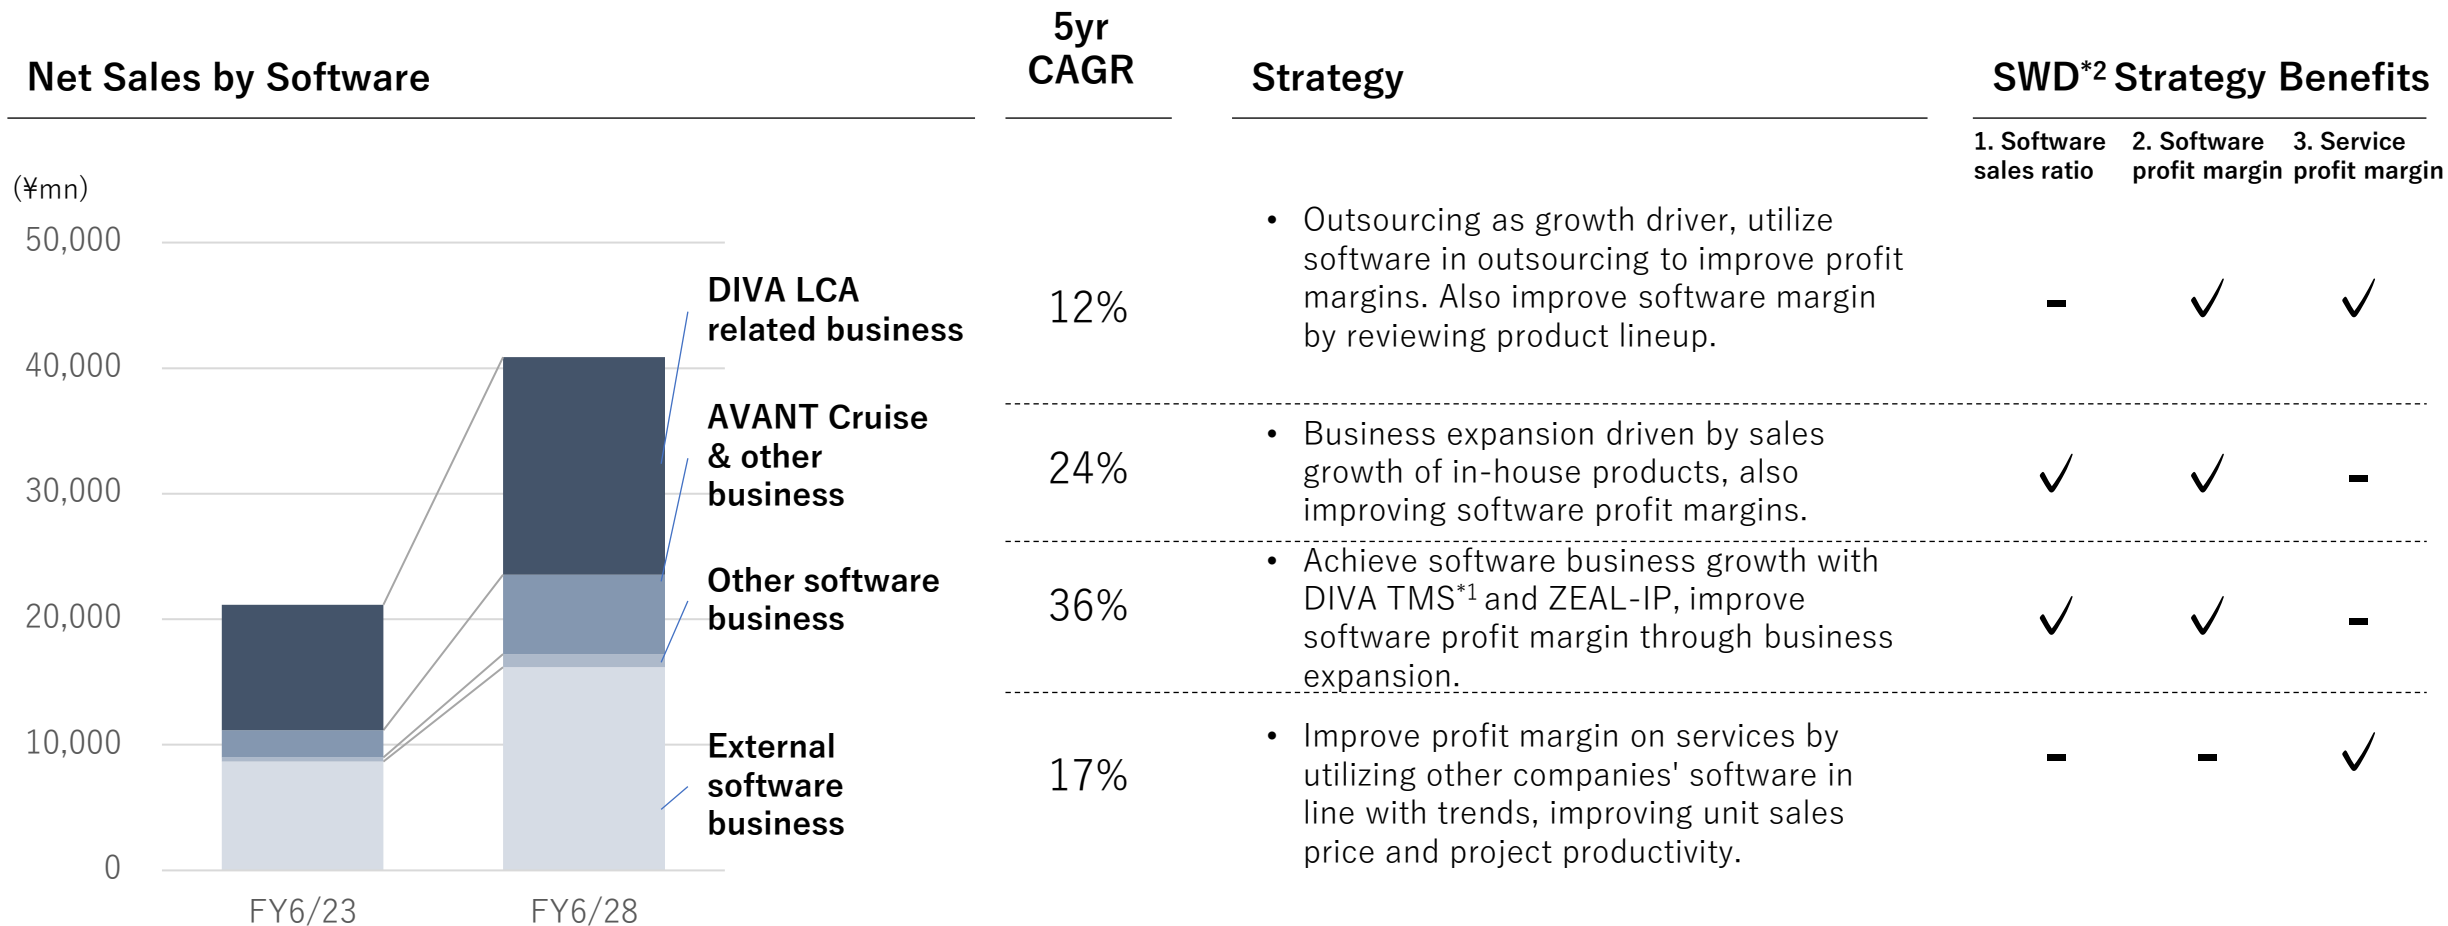 Net Sales by Software
5yr
CAGR
Strategy
SWD*2 Strategy Benefits
1. Software
sales ratio
2. Software
profit margin
3. Service
profit margin
(¥mn)
50,000
40,000
30,000
20,000
10,000
0
FY6/23
FY6/28
DIVA LCA
related business
12%
• Outsourcing as growth driver, utilize
software in outsourcing to improve profit
margins. Also improve software margin
by reviewing product lineup.
- ✓ ✓
AVANT Cruise
& other
business
24%
• Business expansion driven by sales
growth of in-house products, also
improving software profit margins.
✓ ✓ -
Other software
business
36%
• Achieve software business growth with
DIVA TMS*1 and ZEAL-IP, improve
software profit margin through business
expansion.
✓ ✓ -
External
software
business
17%
• Improve profit margin on services by
utilizing other companies' software in
line with trends, improving unit sales
price and project productivity.
- - ✓